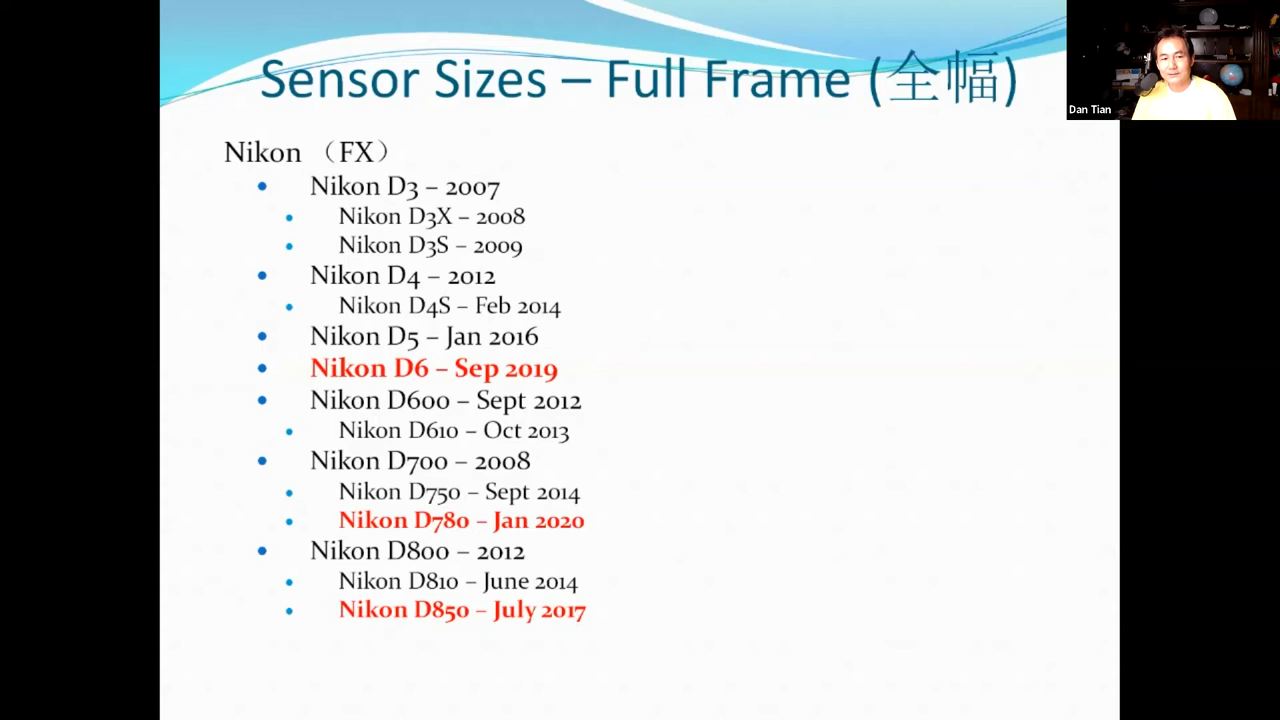 Sensor Sizes – Full Frame (全幅)
Dan Tian
Nikon （FX）
Nikon D3 – 2007
Nikon D3X – 2008
Nikon D3S – 2009
Nikon D4 – 2012
Nikon D4S – Feb 2014
Nikon D5 – Jan 2016
Nikon D6 – Sep 2019
Nikon D600 – Sept 2012
Nikon D610 – Oct 2013
Nikon D700 – 2008
Nikon D750 – Sept 2014
Nikon D780 – Jan 2020
Nikon D800 – 2012
Nikon D810 – June 2014
Nikon D850 – July 2017